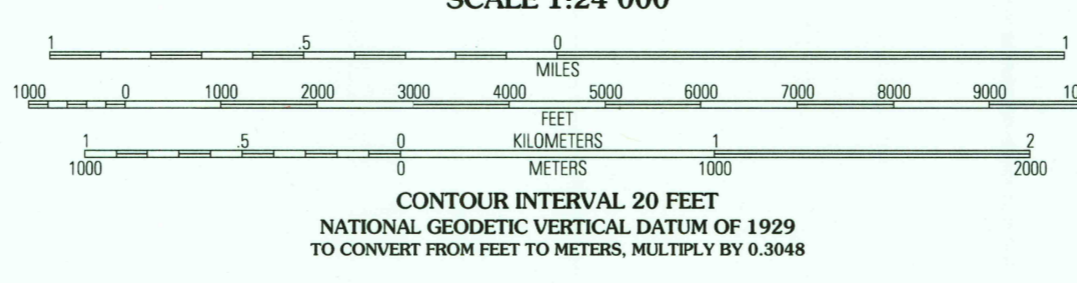 SCALE 1:24 000
1 .5 0 1
MILES
1000 0 1000 2000 3000 4000 5000 6000 7000 8000 9000
FEET
1 .5 0 KILOMETERS 1 2
1000 0 METERS 1000 2000
CONTOUR INTERVAL 20 FEET
NATIONAL GEODETIC VERTICAL DATUM OF 1929
TO CONVERT FROM FEET TO METERS, MULTIPLY BY 0.3048